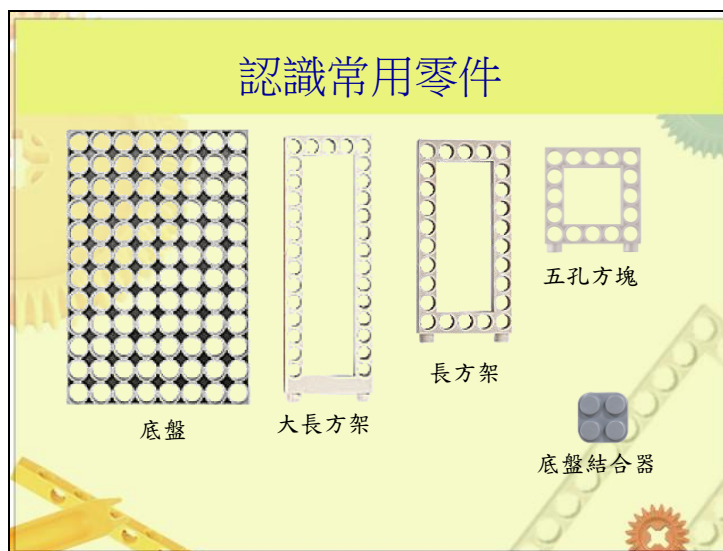 認識常用零件
五孔方塊
長方架
大長方架
底盤
底盤結合器